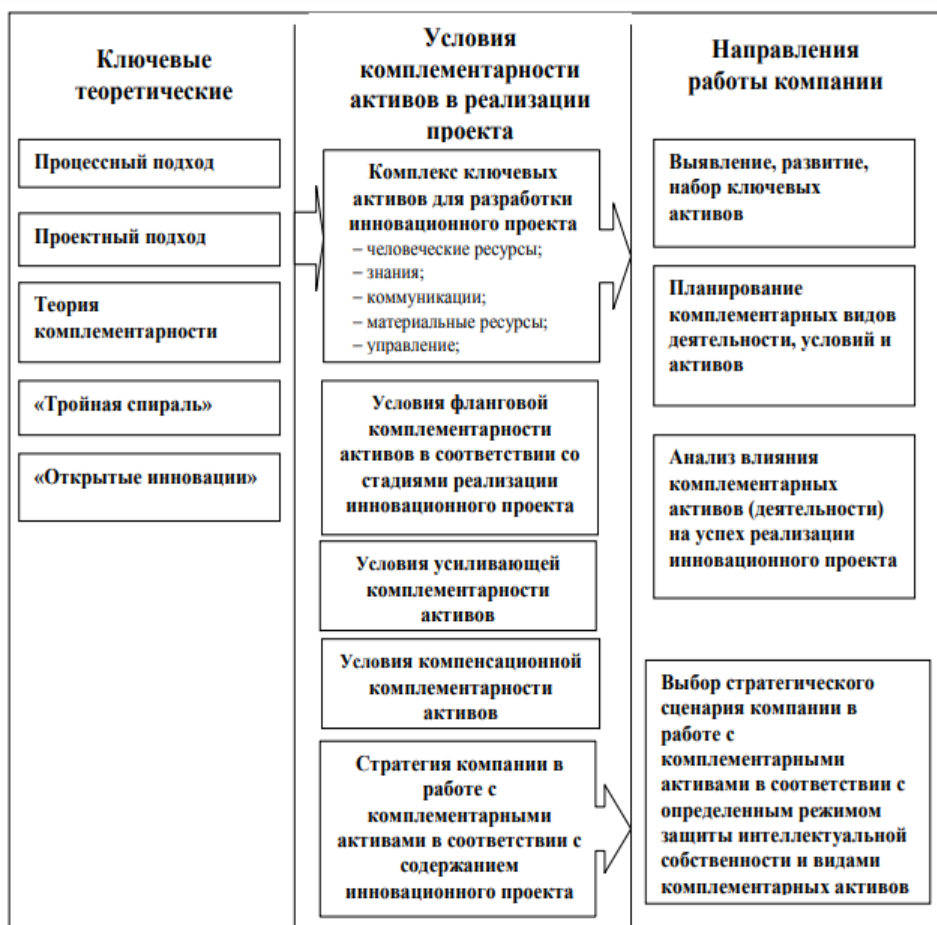 Ключевые
теоретические
Процессный подход
Проектный подход
Теория
комплементарности
«Тройная спираль»
«Открытые инновации»
Условия
комплементарности
активов в реализации
проекта
Комплекс ключевых
активов для разработки
инновационного проекта
– человеческие ресурсы;
– знания;
– коммуникации;
– материальные ресурсы;
– управление;
Условия фланговой
комплементарности
активов в соответствии со
стадиями реализации
инновационного проекта
Условия усиливающей
комплементарности
активов
Условия компенсационной
комплементарности
активов
Стратегия компании в
работе с
комплементарными
активами в соответствии с
содержанием
инновационного проекта
Направления
работы компании
Выявление, развитие,
набор ключевых
активов
Планирование
комплементарных видов
деятельности, условий и
активов
Анализ влияния
комплементарных
активов (деятельности)
на успех реализации
инновационного проекта
Выбор стратегического
сценария компании в
работе с
комплементарными
активами в соответствии с
определенным режимом
защиты интеллектуальной
собственности и видами
комплементарных активов